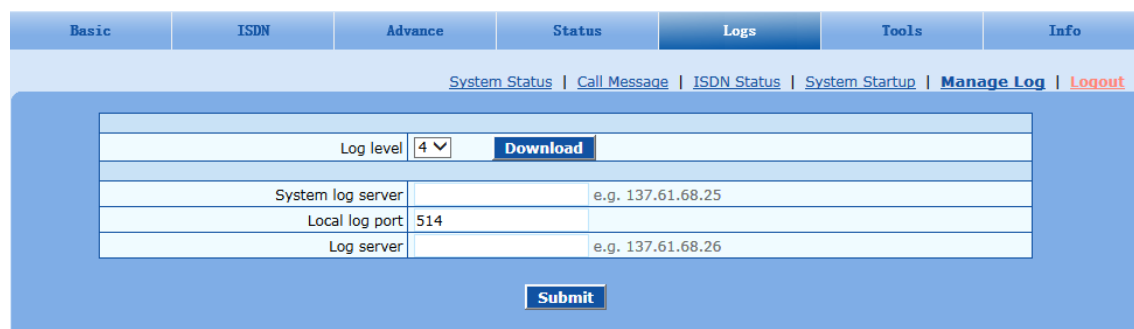 Basic ISDN Advance Status Logs Tools Info
System Status | Call Message | ISDN Status | System Startup | Manage Log | Logout
Log level 4 Download
System log server e.g. 137.61.68.25
Local log port 514
Log server e.g. 137.61.68.26
Submit